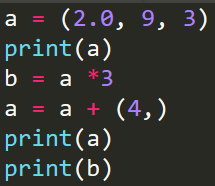 a = (2.0, 9, 3)
print(a)
b = a *3
a = a + (4,)
print(a)
print(b)